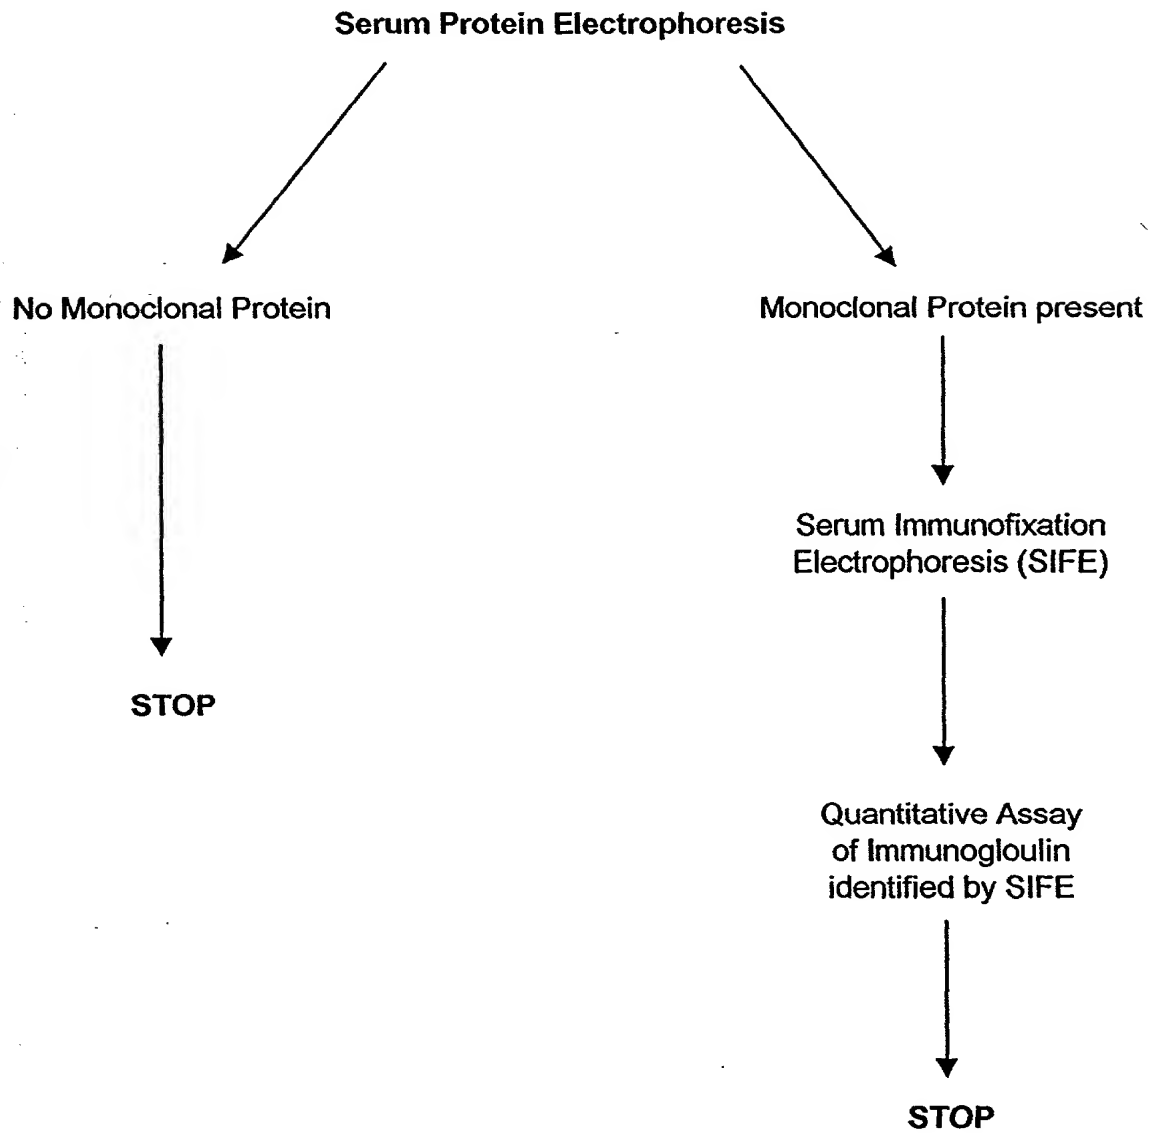 Serum Protein Electrophoresis
No Monoclonal Protein
Monoclonal Protein present
Serum Immunofixation
Electrophoresis (SIFE)
STOP
Quantitative Assay
of Immunogloulin
identified by SIFE
STOP